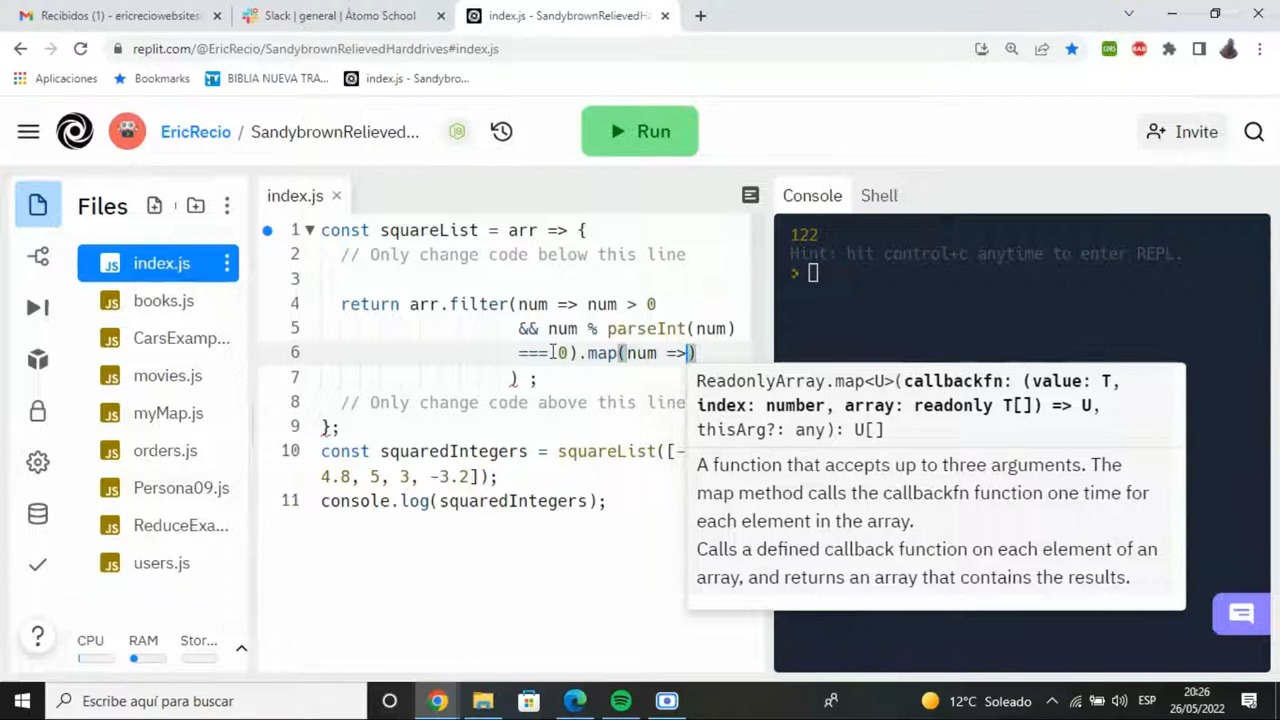 Recibidos (1) - ericreciowebsites
Slack | general | Átomo School
index.js - SandybrownRelievedHa
replit.com/@EricRecio/SandybrownRelievedHarddrives#index.js
Aplicaciones
Bookmarks
BIBLIA NUEVA TRA...
index.js - Sandybro...
EricRecio / SandybrownRelieved...
Run
Invite
Files
index.js
Console
Shell
index.js
books.js
CarsExamp...
movies.js
myMap.js
orders.js
Persona09.js
ReduceExa...
users.js
1 const squareList = arr => {
2 // Only change code below this line
3
4 return arr.filter(num => num > 0
5 && num % parseInt(num)
6 === 0).map(num =>)
7 ) ;
8 // Only change code above this line
9 };
10 const squaredIntegers = squareList([-
4.8, 5, 3, -3.2]);
11 console.log(squaredIntegers);
ReadonlyArray.map<U>(callbackfn: (value: T,
index: number, array: readonly T[]) => U,
thisArg?: any): U[]
A function that accepts up to three arguments. The
map method calls the callbackfn function one time for
each element in the array.
Calls a defined callback function on each element of an
array, and returns an array that contains the results.
122
Hint: hit control+c anytime to enter REPL.
>
?
CPU
RAM
Stor...
Escribe aquí para buscar
12°C Soleado
ESP
20:26
26/05/2022